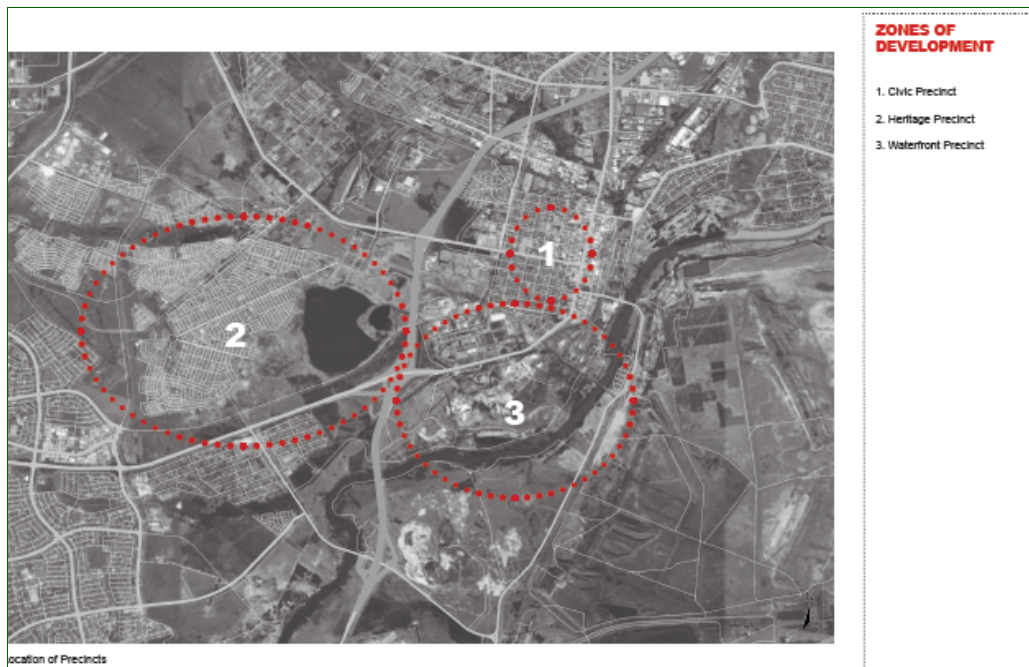 ZONES OF
DEVELOPMENT
1. Civic Precinct
2. Heritage Precinct
3. Waterfront Precinct
1
2
3
ocation of Precincts